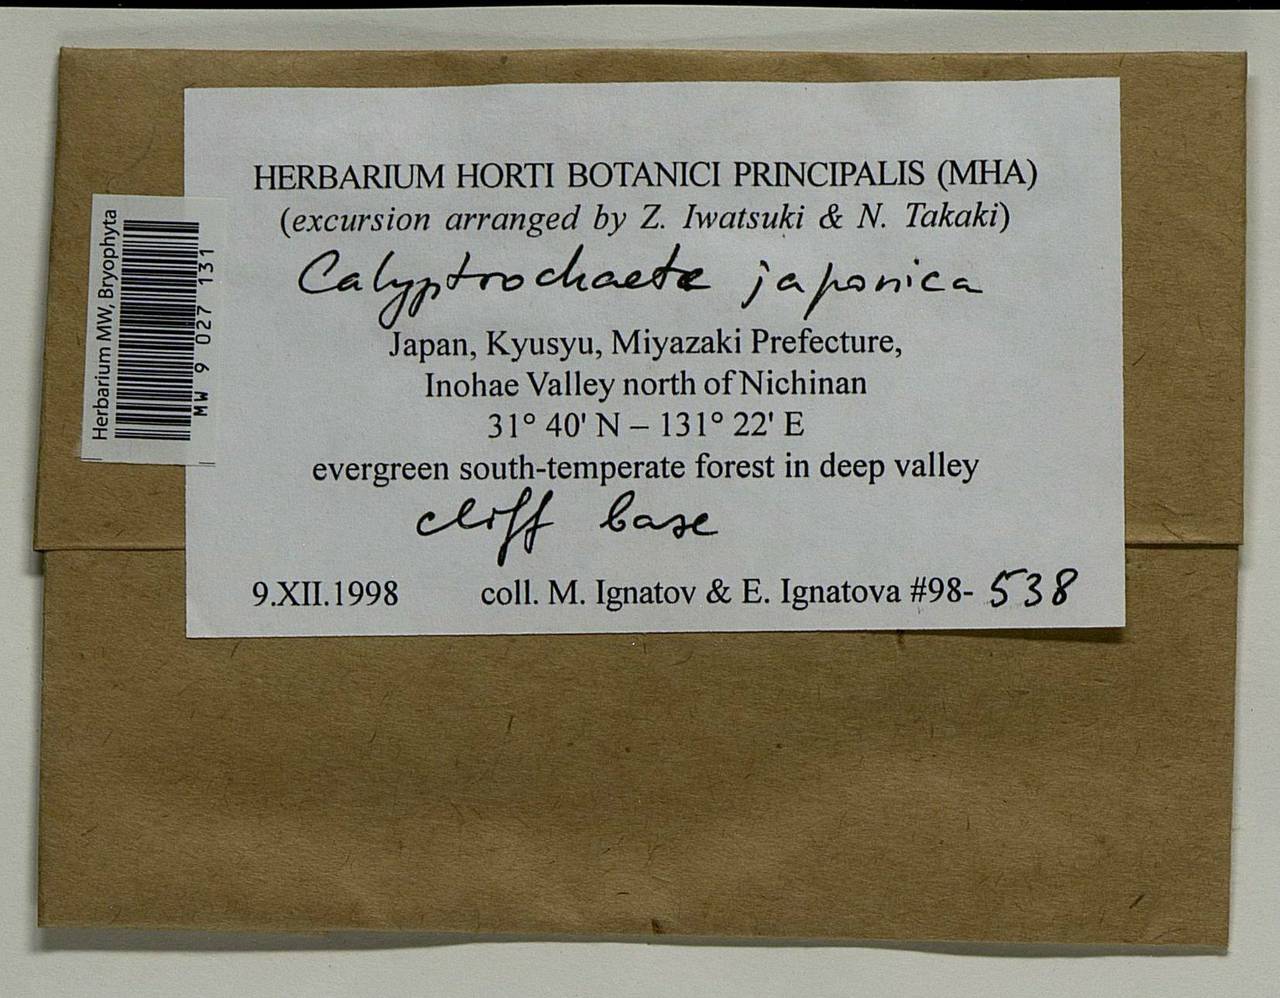 HERBARIUM HORTI BOTANICI PRINCIPALIS (MHA)
(excursion arranged by Z. Iwatsuki & N. Takaki)
Calyptrochaeta japonica
Japan, Kyusyu, Miyazaki Prefecture,
Inohae Valley north of Nichinan
31° 40' N – 131° 22' E
evergreen south-temperate forest in deep valley
cliff base
9.XII.1998 coll. M. Ignatov & E. Ignatova #98- 538
Herbarium MW, Bryophyta
MW 9 027 131